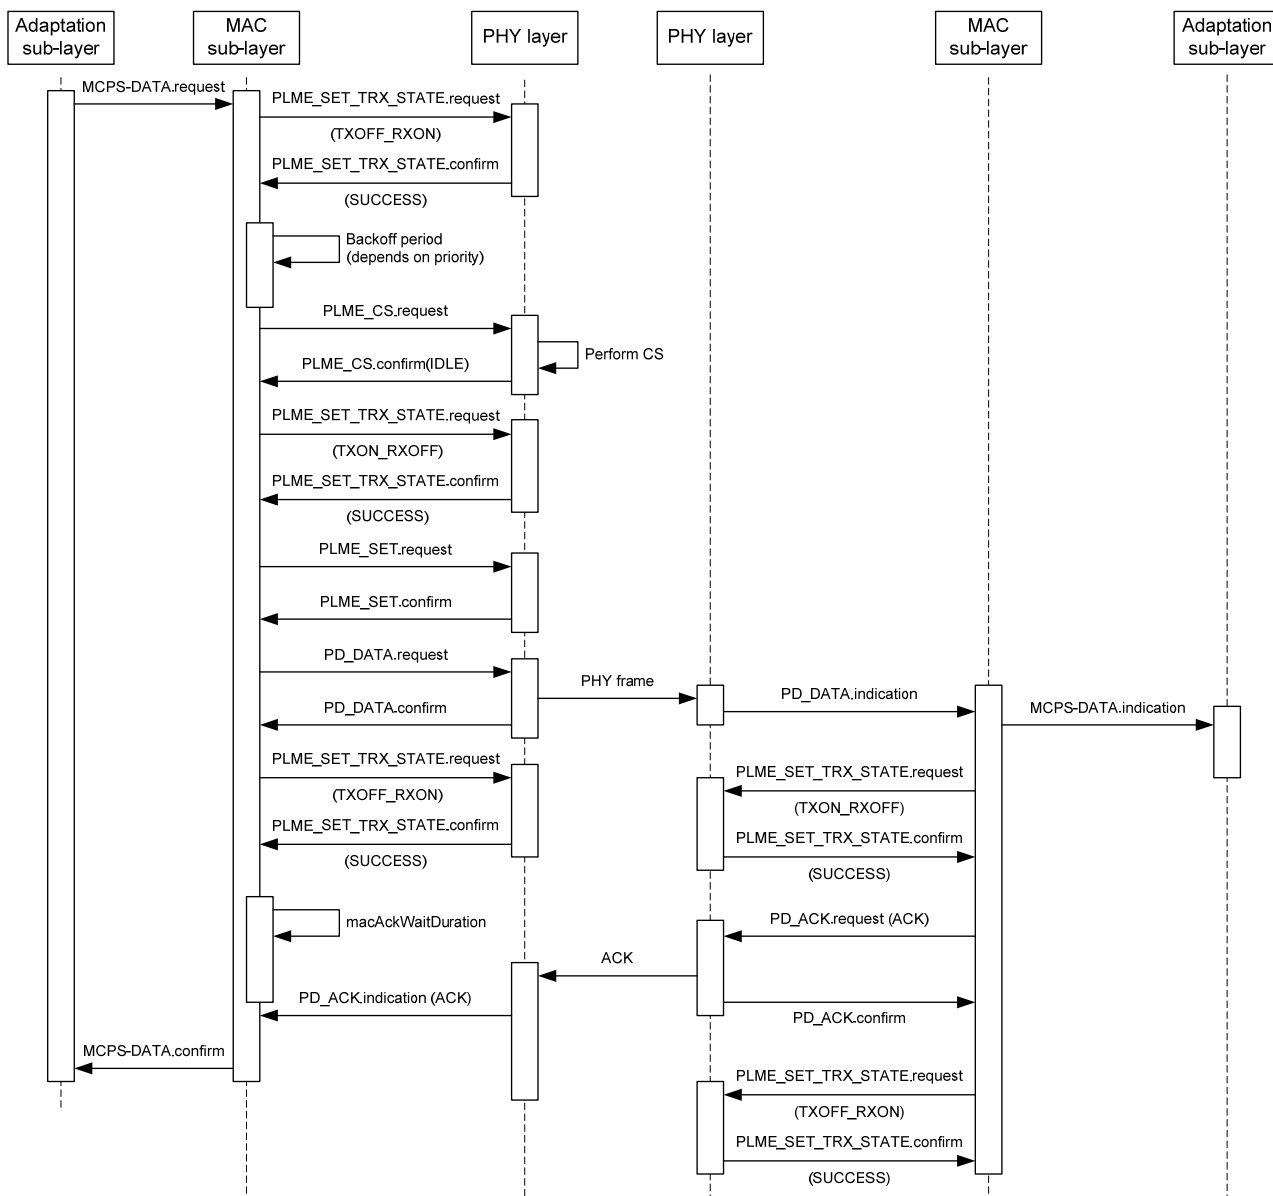 Adaptation
sub-layer
MAC
sub-layer
PHY layer
PHY layer
MAC
sub-layer
Adaptation
sub-layer
MCPS-DATA.request
PLME_SET_TRX_STATE.request
(TXOFF_RXON)
PLME_SET_TRX_STATE.confirm
(SUCCESS)
Backoff period
(depends on priority)
PLME_CS.request
Perform CS
PLME_CS.confirm(IDLE)
PLME_SET_TRX_STATE.request
(TXON_RXOFF)
PLME_SET_TRX_STATE.confirm
(SUCCESS)
PLME_SET.request
PLME_SET.confirm
PD_DATA.request
PHY frame
PD_DATA.indication
PD_DATA.confirm
MCPS-DATA.indication
PLME_SET_TRX_STATE.request
(TXOFF_RXON)
PLME_SET_TRX_STATE.request
(TXON_RXOFF)
PLME_SET_TRX_STATE.confirm
(SUCCESS)
PLME_SET_TRX_STATE.confirm
(SUCCESS)
macAckWaitDuration
PD_ACK.request (ACK)
ACK
PD_ACK.indication (ACK)
PD_ACK.confirm
MCPS-DATA.confirm
PLME_SET_TRX_STATE.request
(TXOFF_RXON)
PLME_SET_TRX_STATE.confirm
(SUCCESS)